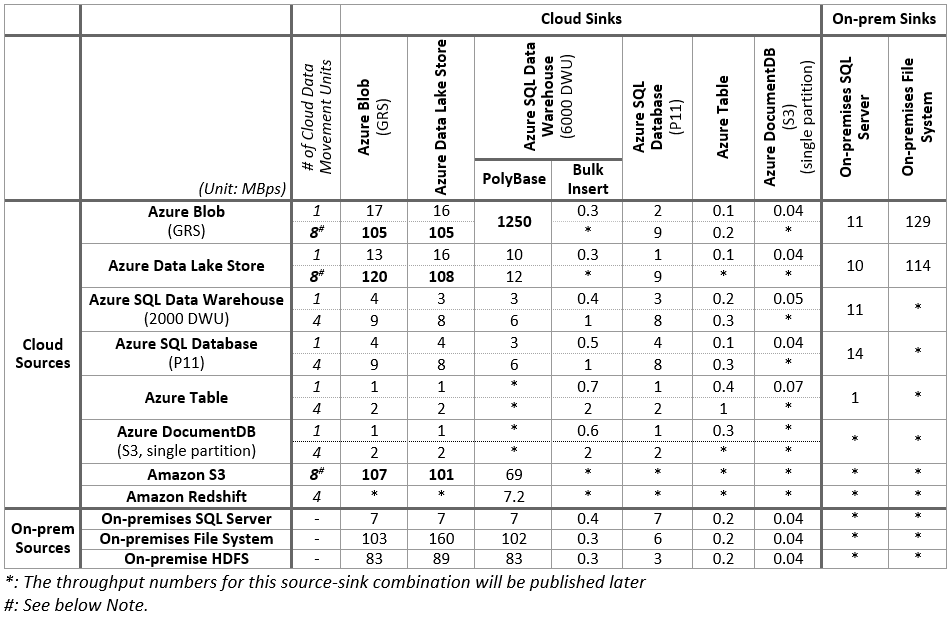 Cloud Sinks On-prem Sinks
(Unit: MBps) # of Cloud Data Movement Units Azure Blob (GRS) Azure Data Lake Store Azure SQL Data Warehouse (6000 DWU) Azure SQL Database (P11) Azure Table Azure DocumentDB (S3) (single partition) On-premises SQL Server On-premises File System
PolyBase Bulk Insert
Cloud Sources
Azure Blob (GRS) 1 17 16 1250 0.3 2 0.1 0.04 11 129
8# 105 105 * 9 0.2 *
Azure Data Lake Store 1 13 16 10 0.3 1 0.1 0.04 10 114
8# 120 108 12 * 9 * *
Azure SQL Data Warehouse (2000 DWU) 1 4 3 3 0.4 3 0.2 0.05 11 *
4 9 8 6 1 8 0.3 *
Azure SQL Database (P11) 1 4 4 3 0.5 4 0.1 0.04 14 *
4 9 8 6 1 8 0.3 *
Azure Table 1 1 1 * 0.7 1 0.4 0.07 1 *
4 2 2 * 2 2 1 *
Azure DocumentDB (S3, single partition) 1 1 1 * 0.6 1 0.3 * * *
4 2 2 * 2 2 * *
Amazon S3 8# 107 101 69 * * * * * *
Amazon Redshift 4 * * 7.2 * * * * * *
On-prem Sources
On-premises SQL Server - 7 7 7 0.4 7 0.2 0.04 * *
On-premises File System - 103 160 102 0.3 6 0.2 0.04 * *
On-premise HDFS - 83 89 83 0.3 3 0.2 0.04 * *
*: The throughput numbers for this source-sink combination will be published later
#: See below Note.